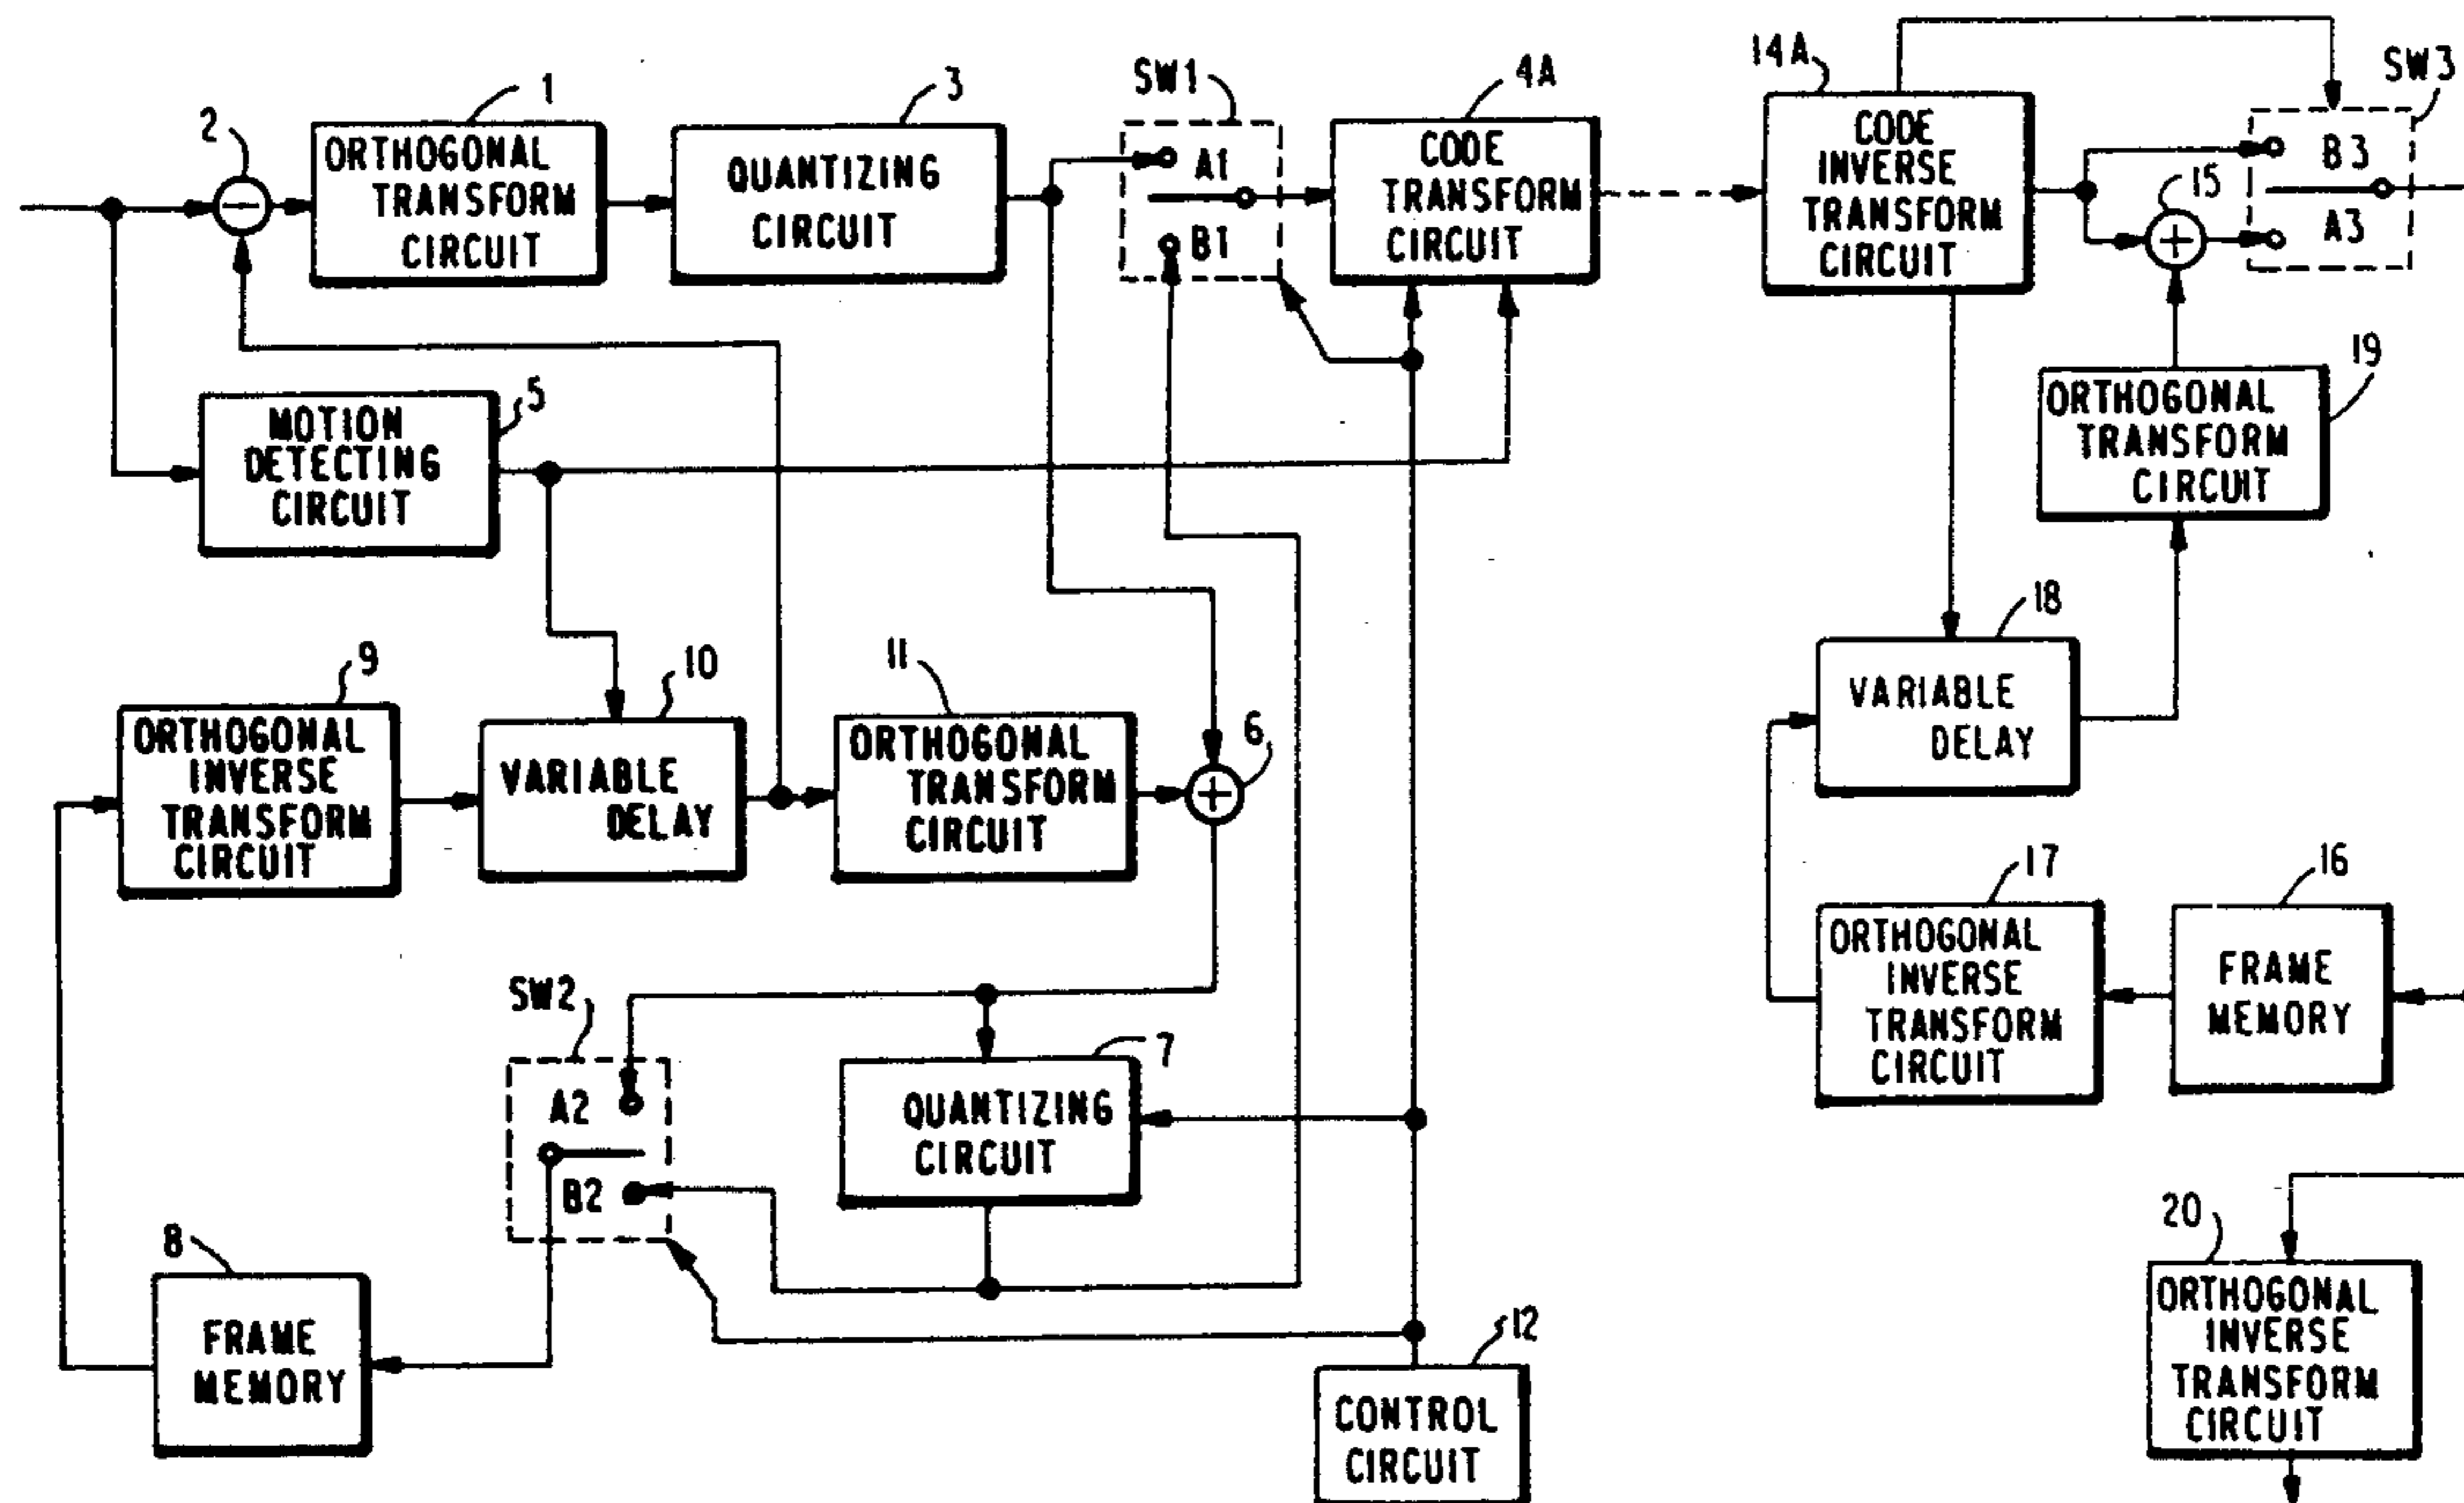 1
2
ORTHOGONAL
TRANSFORM
CIRCUIT
3
QUANTIZING
CIRCUIT
SW1
A1
B1
4A
CODE
TRANSFORM
CIRCUIT
14A
CODE
INVERSE
TRANSFORM
CIRCUIT
SW3
B3
A3
15
5
MOTION
DETECTING
CIRCUIT
19
ORTHOGONAL
TRANSFORM
CIRCUIT
9
ORTHOGONAL
INVERSE
TRANSFORM
CIRCUIT
10
VARIABLE
DELAY
11
ORTHOGONAL
TRANSFORM
CIRCUIT
6
18
VARIABLE
DELAY
17
ORTHOGONAL
INVERSE
TRANSFORM
CIRCUIT
16
FRAME
MEMORY
SW2
A2
B2
7
QUANTIZING
CIRCUIT
8
FRAME
MEMORY
12
CONTROL
CIRCUIT
20
ORTHOGONAL
INVERSE
TRANSFORM
CIRCUIT